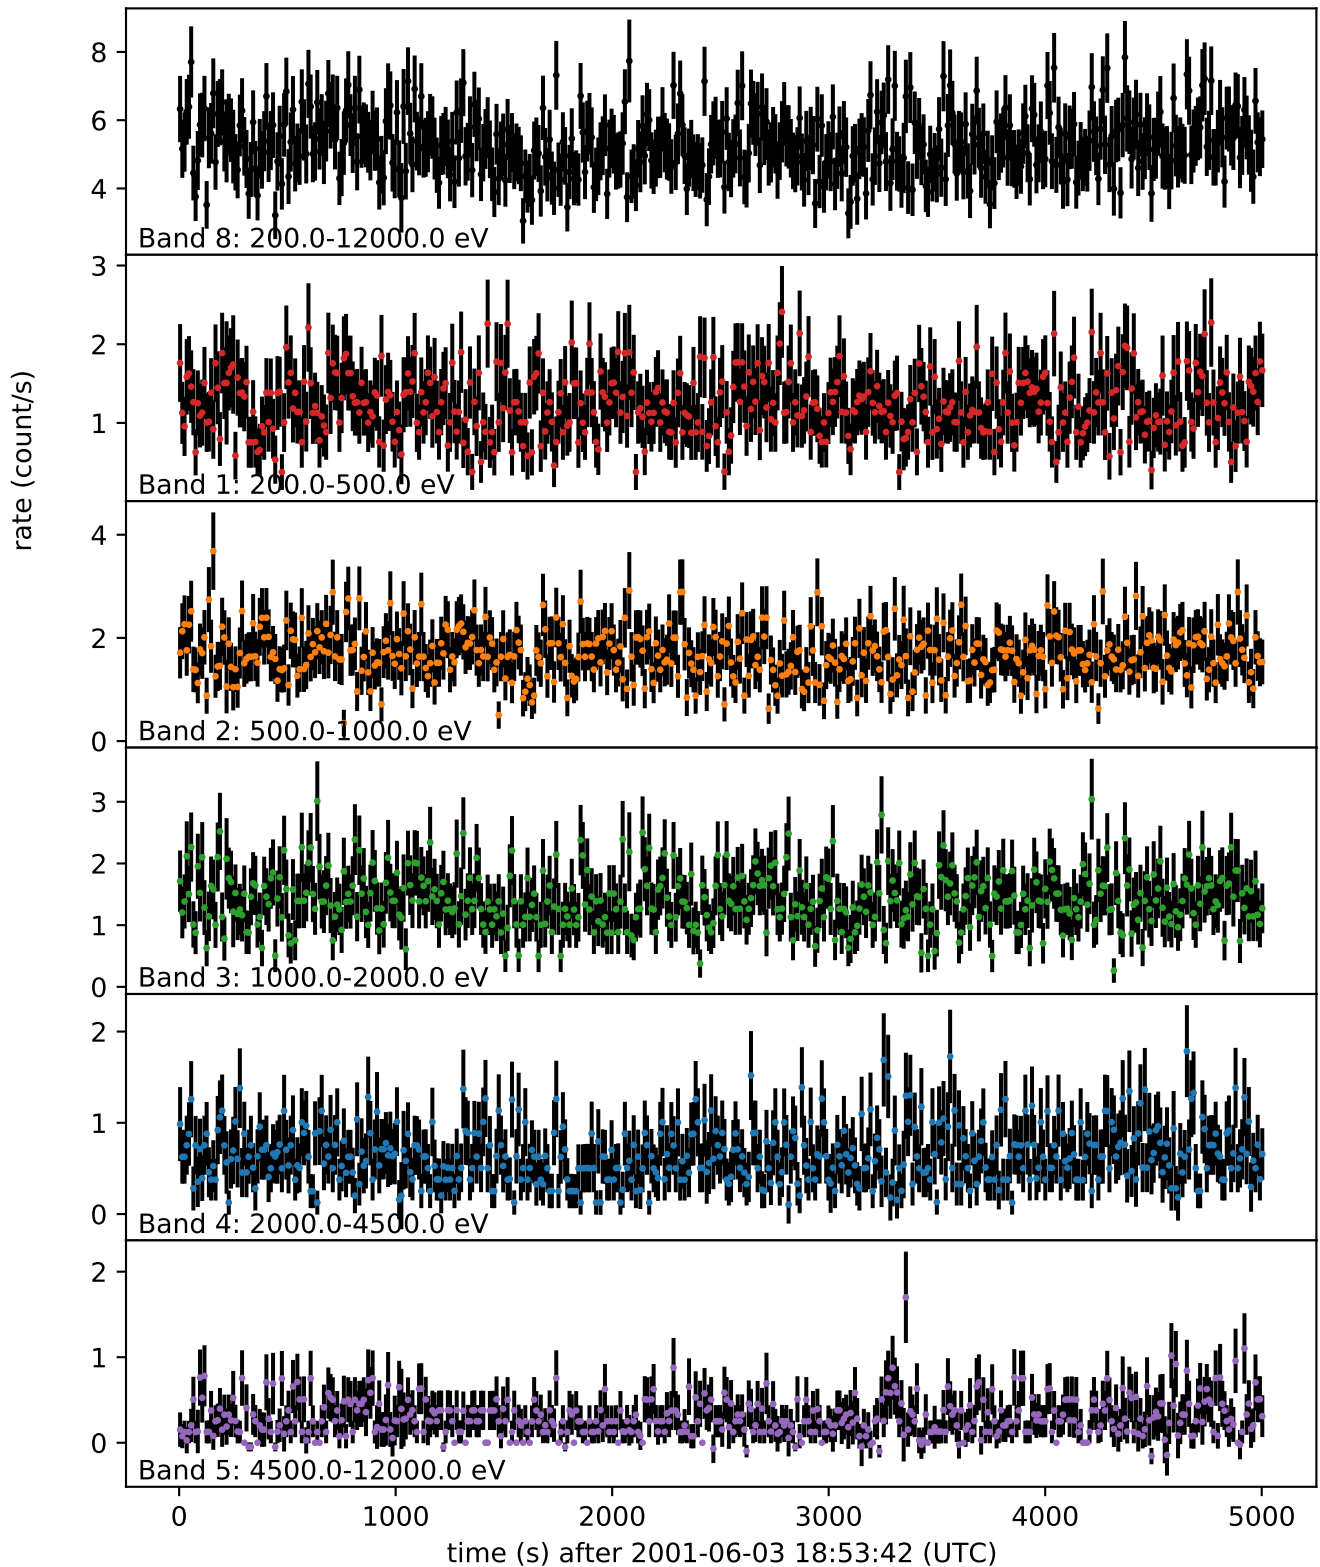 8
6
4
Band 8: 200.0-12000.0 eV
3
2
1
Band 1: 200.0-500.0 eV
rate (count/s)
4
2
0
Band 2: 500.0-1000.0 eV
3
2
1
0
Band 3: 1000.0-2000.0 eV
2
1
0
Band 4: 2000.0-4500.0 eV
2
1
0
Band 5: 4500.0-12000.0 eV
0 1000 2000 3000 4000 5000
time (s) after 2001-06-03 18:53:42 (UTC)